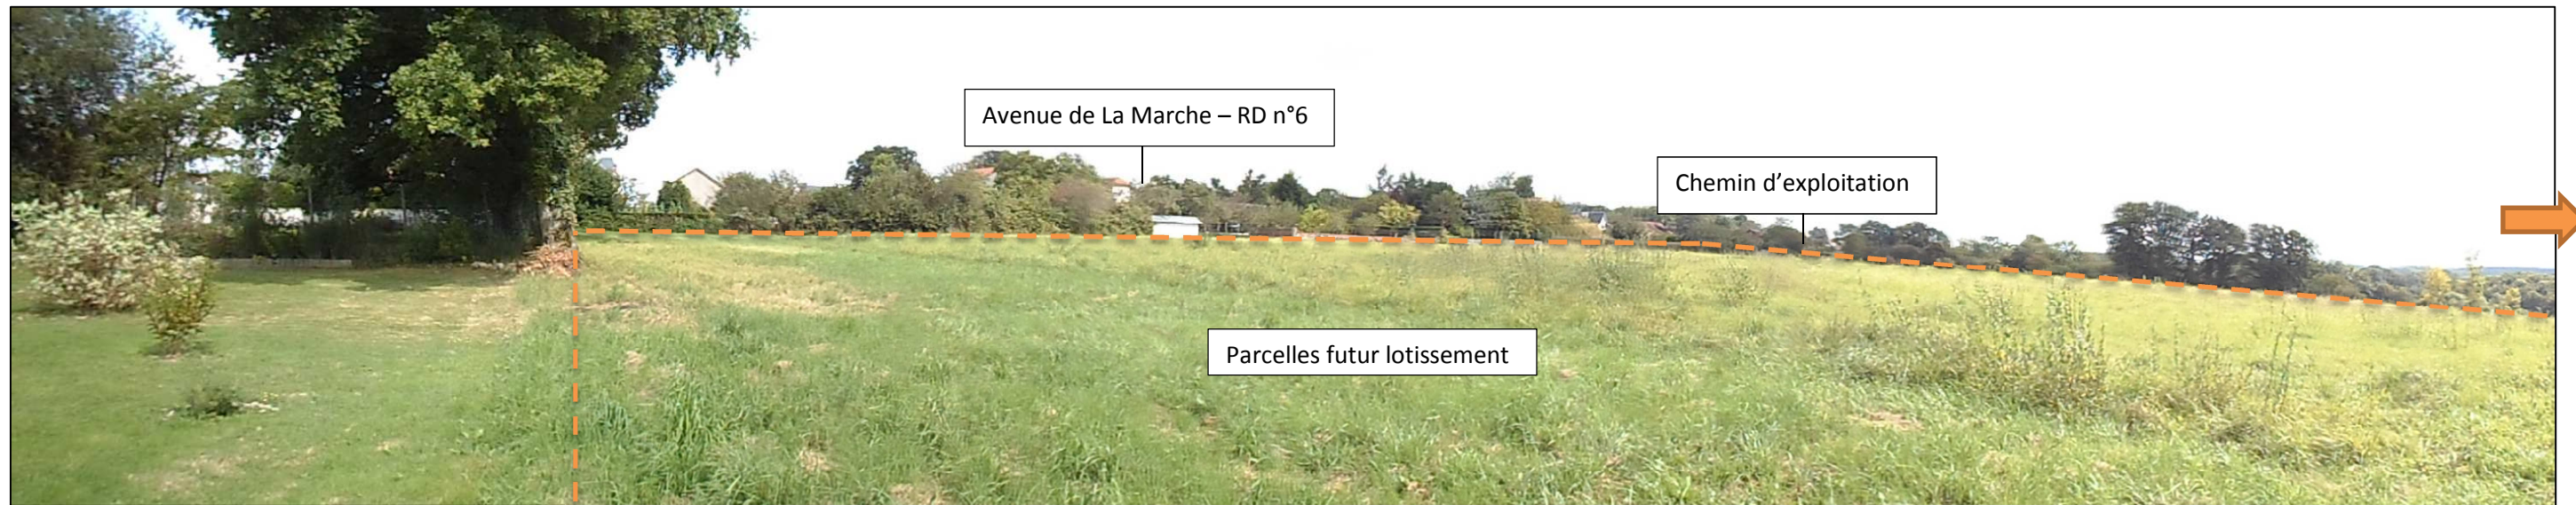 Avenue de La Marche – RD n°6
Chemin d’exploitation
Parcelles futur lotissement